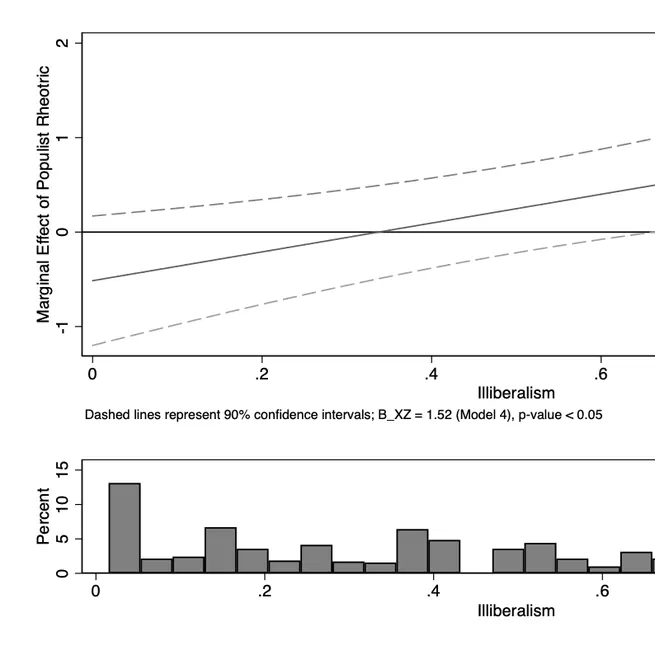 Marginal Effect of Populist Rheotric
2
1
0
-1
0 .2 .4 .6
Illiberalism
Dashed lines represent 90% confidence intervals; B_XZ = 1.52 (Model 4), p-value < 0.05
Percent
15
10
5
0
0 .2 .4 .6
Illiberalism